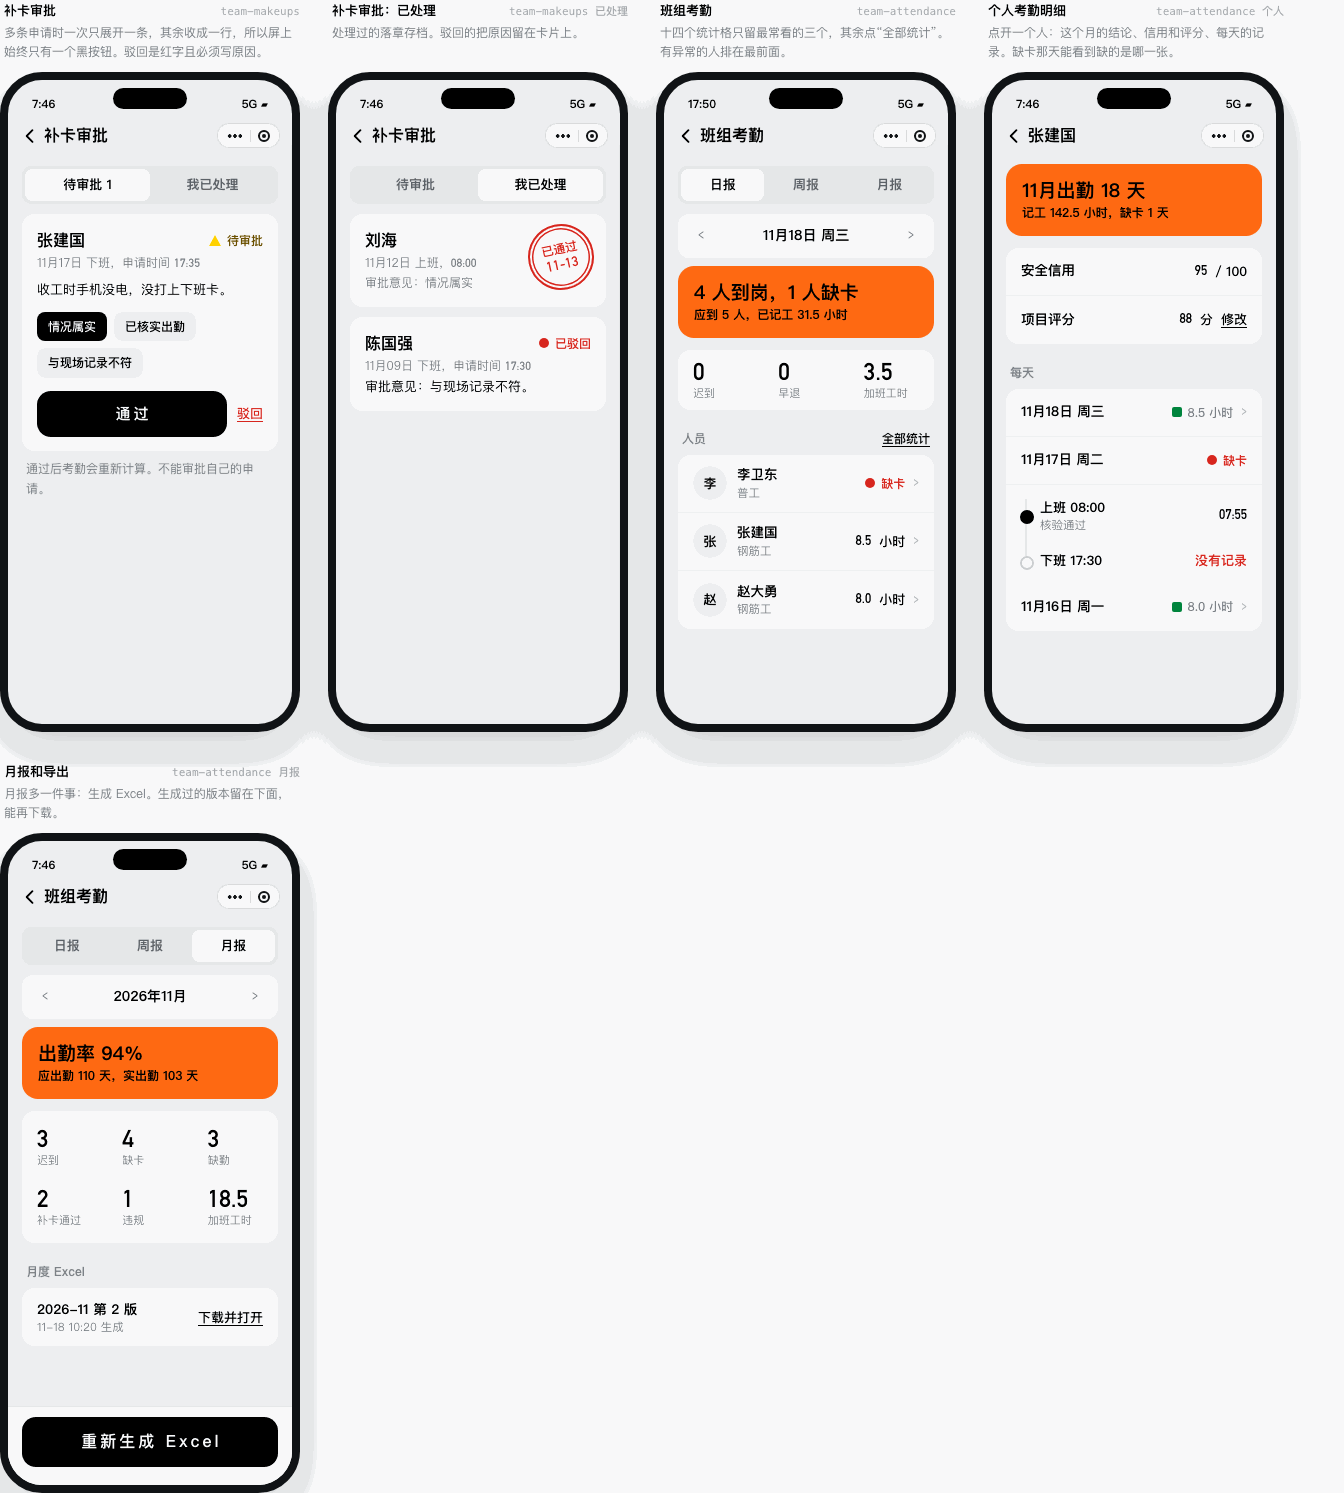 补卡审批
team-makeups
多条申请时一次只展开一条，其余收成一行，所以屏上
始终只有一个黑按钮。驳回是红字且必须写原因。
7:46
5G
补卡审批
待审批 1
我已处理
张建国
待审批
11月17日 下班，申请时间 17:35
收工时手机没电，没打上下班卡。
情况属实
已核实出勤
与现场记录不符
通过
驳回
通过后考勤会重新计算。不能审批自己的申
请。
补卡审批：已处理
team-makeups 已处理
处理过的落章存档。驳回的把原因留在卡片上。
7:46
5G
补卡审批
待审批
我已处理
刘海
11月12日 上班，08:00
审批意见：情况属实
已通过
11-13
陈国强
已驳回
11月09日 下班，申请时间 17:30
审批意见：与现场记录不符。
班组考勤
team-attendance
十四个统计格只留最常看的三个，其余点“全部统计”。
有异常的人排在最前面。
17:50
5G
班组考勤
日报
周报
月报
11月18日 周三
4 人到岗，1 人缺卡
应到 5 人，已记工 31.5 小时
0
迟到
0
早退
3.5
加班工时
人员
全部统计
李
李卫东
普工
缺卡
张
张建国
钢筋工
8.5 小时
赵
赵大勇
钢筋工
8.0 小时
个人考勤明细
team-attendance 个人
点开一个人：这个月的结论、信用和评分、每天的记
录。缺卡那天能看到缺的是哪一张。
7:46
5G
张建国
11月出勤 18 天
记工 142.5 小时，缺卡 1 天
安全信用
95 / 100
项目评分
88 分 修改
每天
11月18日 周三
8.5 小时
11月17日 周二
缺卡
上班 08:00
核验通过
07:55
下班 17:30
没有记录
11月16日 周一
8.0 小时
月报和导出
team-attendance 月报
月报多一件事：生成 Excel。生成过的版本留在下面，
能再下载。
7:46
5G
班组考勤
日报
周报
月报
2026年11月
出勤率 94%
应出勤 110 天，实出勤 103 天
3
迟到
4
缺卡
3
缺勤
2
补卡通过
1
违规
18.5
加班工时
月度 Excel
2026-11 第 2 版
11-18 10:20 生成
下载并打开
重新生成 Excel